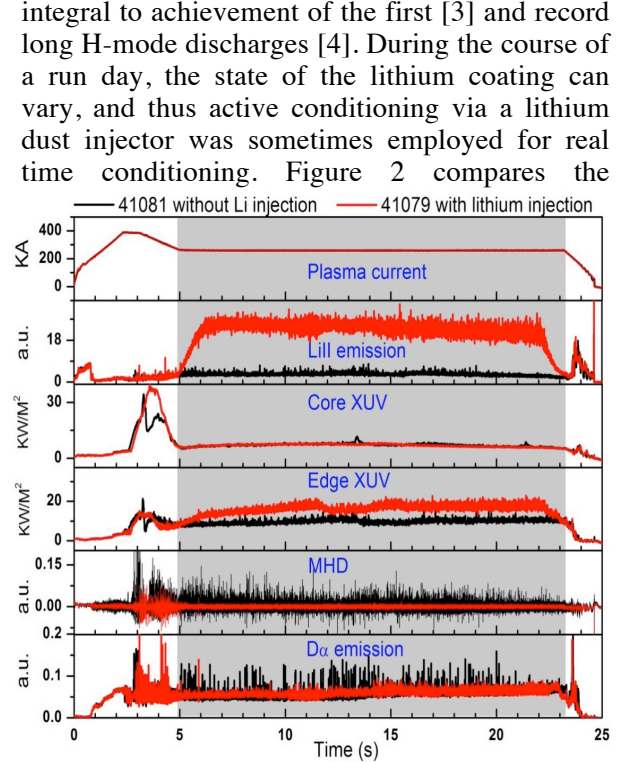 integral to achievement of the first [3] and record
long H-mode discharges [4]. During the course of
a run day, the state of the lithium coating can
vary, and thus active conditioning via a lithium
dust injector was sometimes employed for real
time conditioning. Figure 2 compares the
41081 without Li injection 41079 with lithium injection
400
200
0
KA
Plasma current
18
0
a.u.
LiII emission
30
0
KW/M²
Core XUV
20
0
KW/M²
Edge XUV
0.15
0.00
a.u.
MHD
0.2
0.1
0.0
a.u.
Dα emission
0 5 10 15 20 25
Time (s)